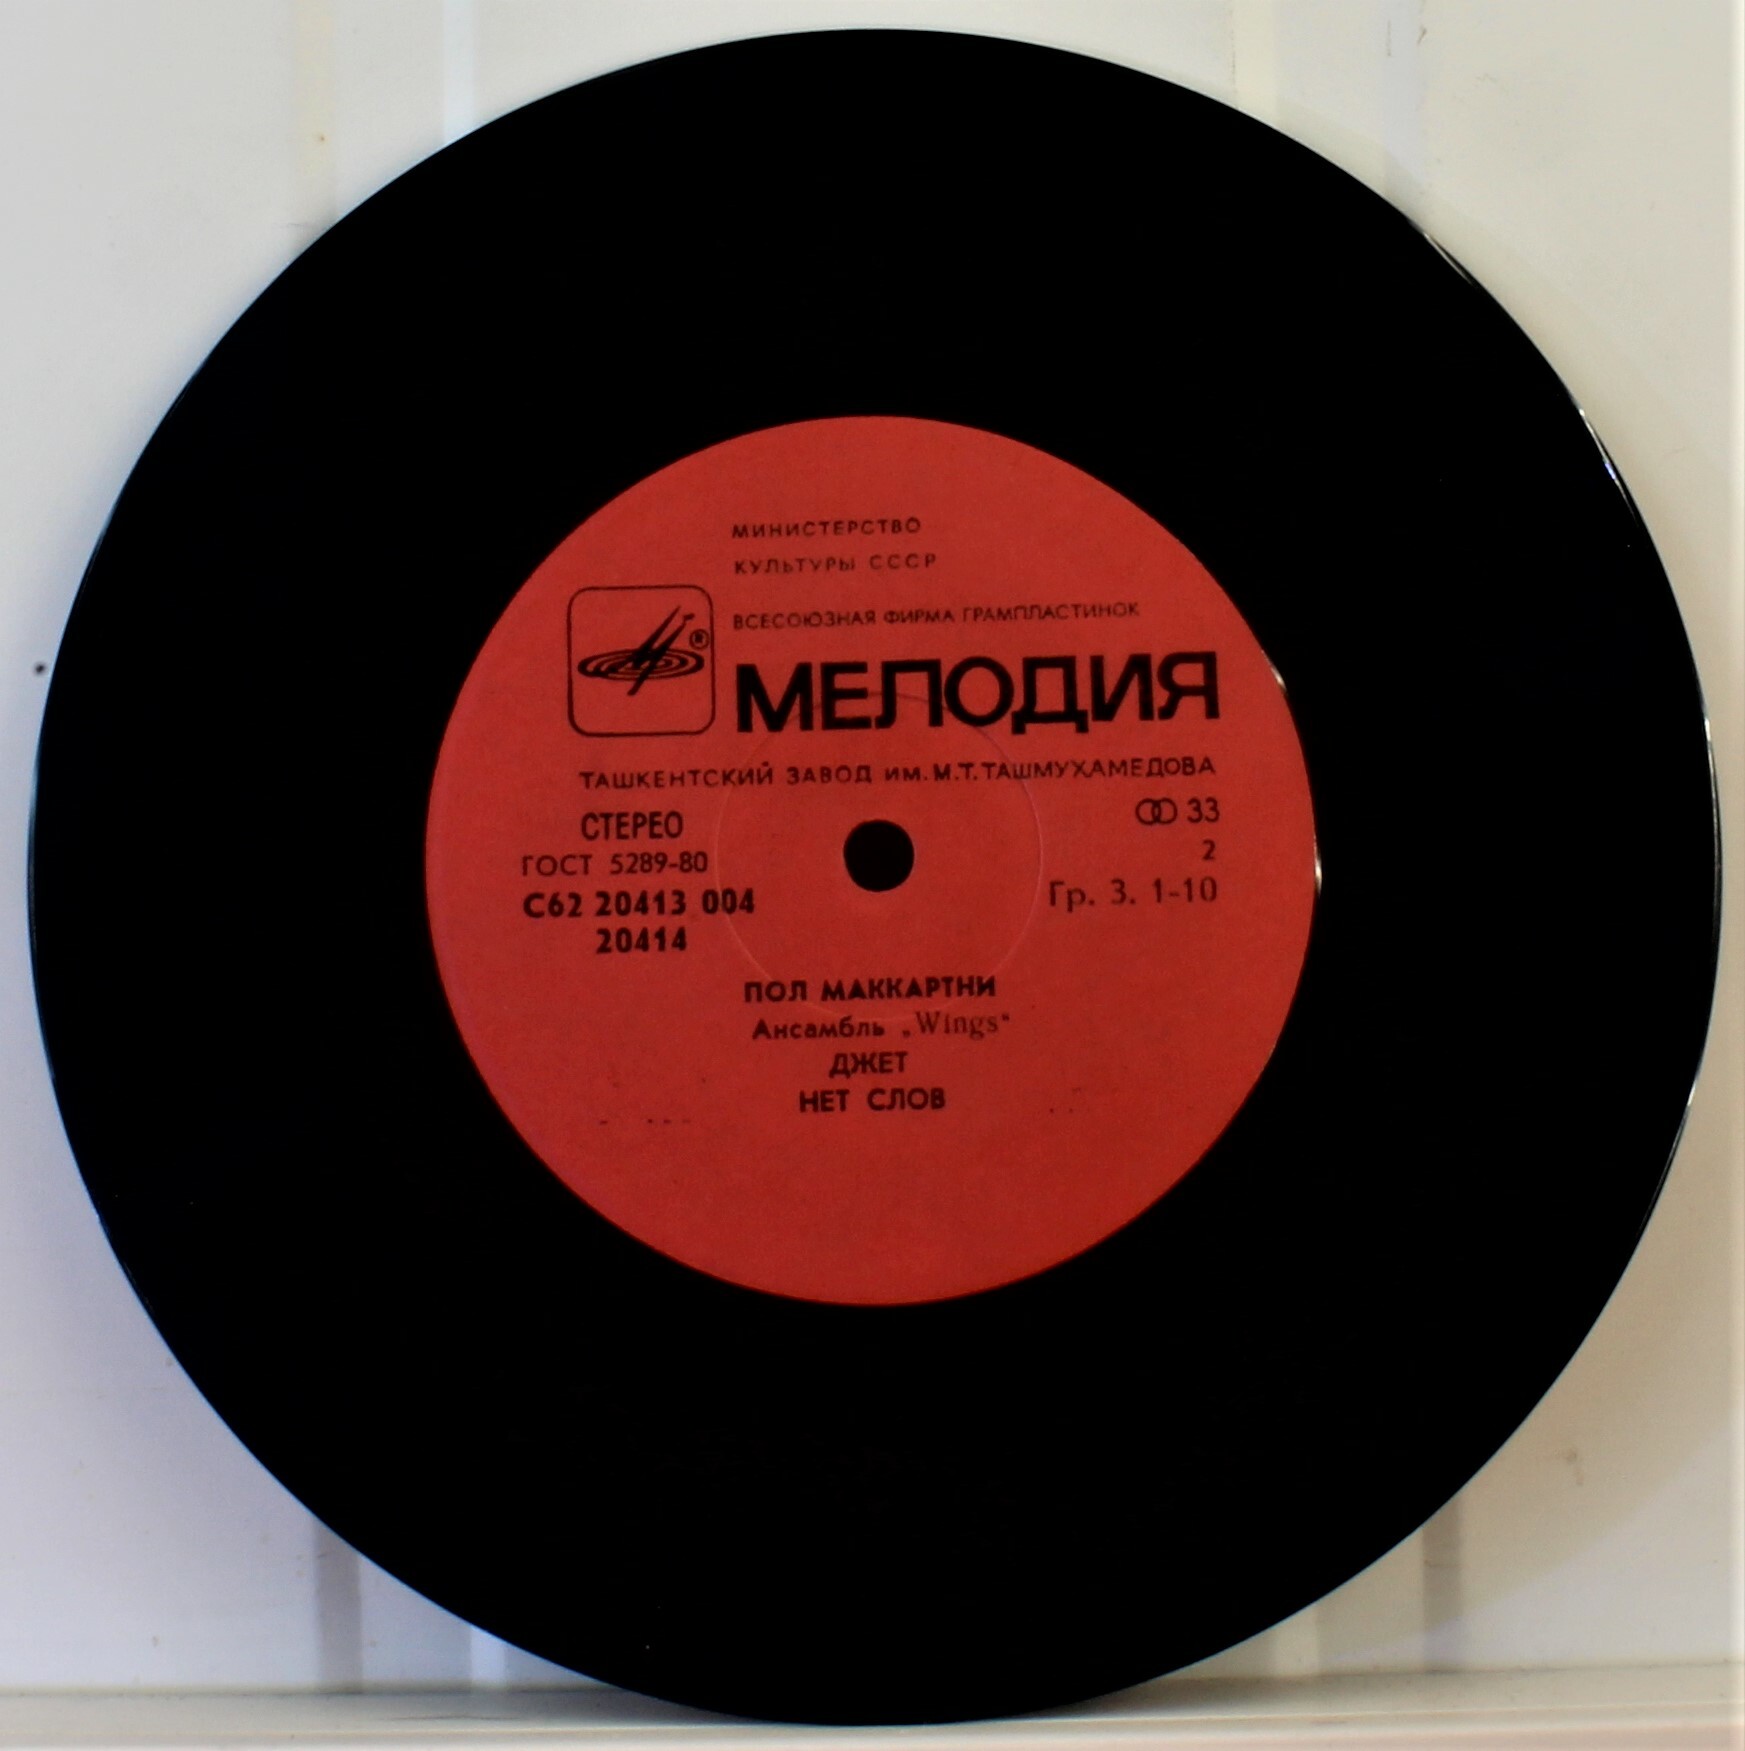 МИНИСТЕРСТВО
КУЛЬТУРЫ СССР
ВСЕСОЮЗНАЯ ФИРМА ГРАМПЛАСТИНОК
®
МЕЛОДИЯ
ТАШКЕНТСКИЙ ЗАВОД ИМ. М.Т. ТАШМУХАМЕДОВА
СТЕРЕО
33
ГОСТ 5289-80
2
С62 20413 004
Гр. 3. 1-10
20414
ПОЛ МАККАРТНИ
Ансамбль „Wings“
ДЖЕТ
НЕТ СЛОВ